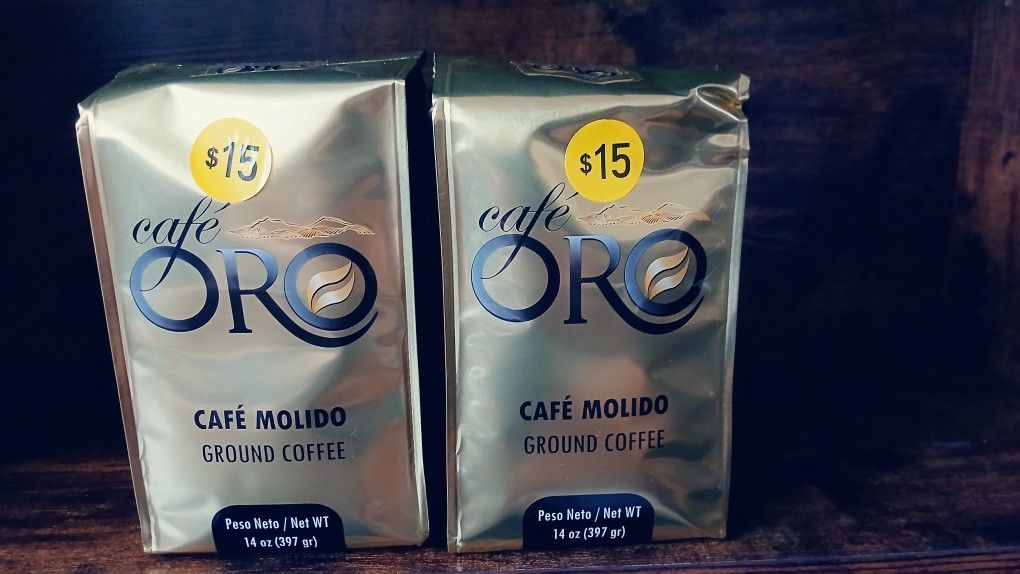 $15
café
ORO
CAFÉ MOLIDO
GROUND COFFEE
Peso Neto / Net WT
14 oz (397 gr)
$15
café
ORO
CAFÉ MOLIDO
GROUND COFFEE
Peso Neto / Net WT
14 oz (397 gr)